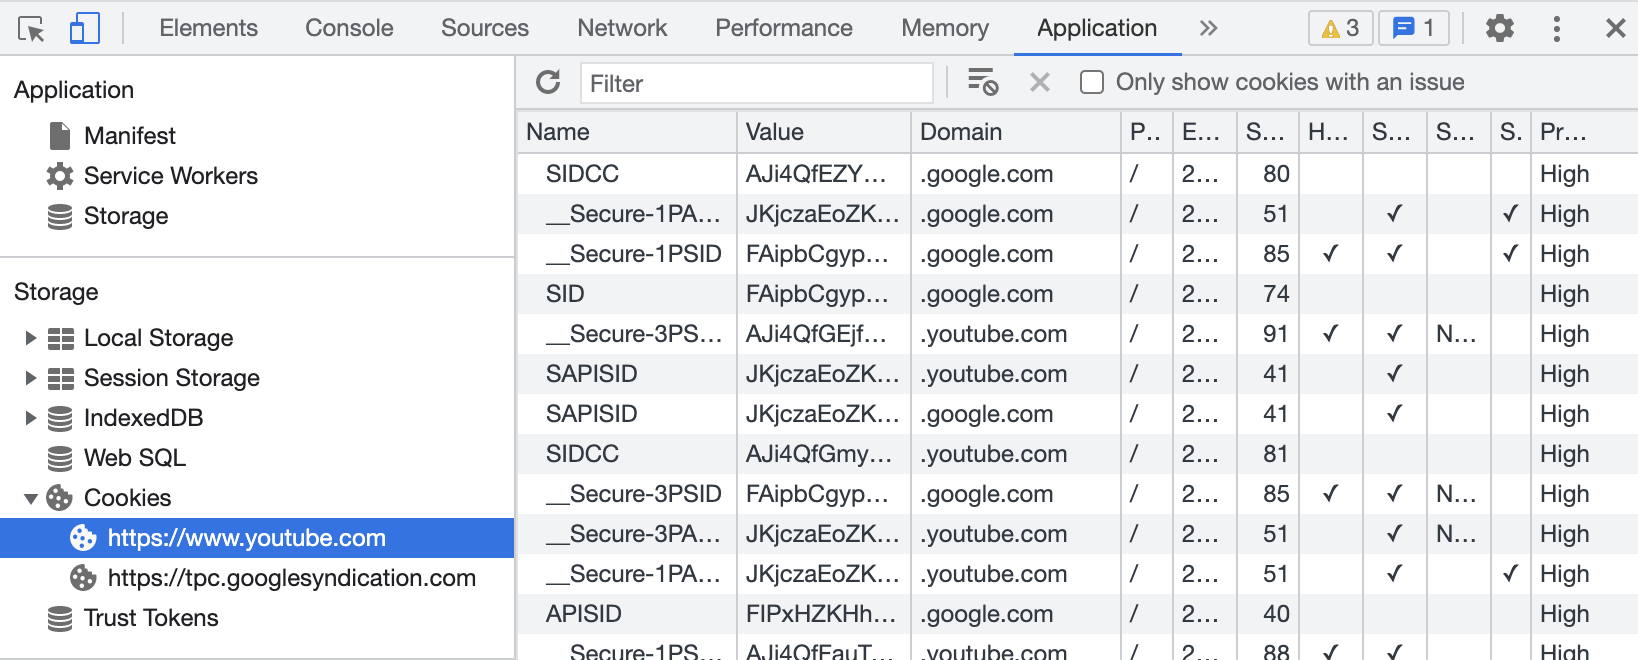 Elements Console Sources Network Performance Memory Application » 3 1
Application
Manifest
Service Workers
Storage
Storage
Local Storage
Session Storage
IndexedDB
Web SQL
Cookies
https://www.youtube.com
https://tpc.googlesyndication.com
Trust Tokens
Filter Only show cookies with an issue
Name Value Domain P.. E... S... H... S... S... S. Pr...
SIDCC AJi4QfEZY... .google.com / 2... 80 High
__Secure-1PA... JKjczaEoZK... .google.com / 2... 51 ✓ ✓ High
__Secure-1PSID FAipbCgyp... .google.com / 2... 85 ✓ ✓ ✓ High
SID FAipbCgyp... .google.com / 2... 74 High
__Secure-3PS... AJi4QfGEjf... .youtube.com / 2... 91 ✓ ✓ N... High
SAPISID JKjczaEoZK... .youtube.com / 2... 41 ✓ High
SAPISID JKjczaEoZK... .google.com / 2... 41 ✓ High
SIDCC AJi4QfGmy... .youtube.com / 2... 81 High
__Secure-3PSID FAipbCgyp... .google.com / 2... 85 ✓ ✓ N... High
__Secure-3PA... JKjczaEoZK... .youtube.com / 2... 51 ✓ N... High
__Secure-1PA... JKjczaEoZK... .youtube.com / 2... 51 ✓ ✓ High
APISID FIPxHZKHh... .google.com / 2... 40 High
__Secure-1PS... AJi4QfFauT... .youtube.com / 2... 88 ✓ ✓ High